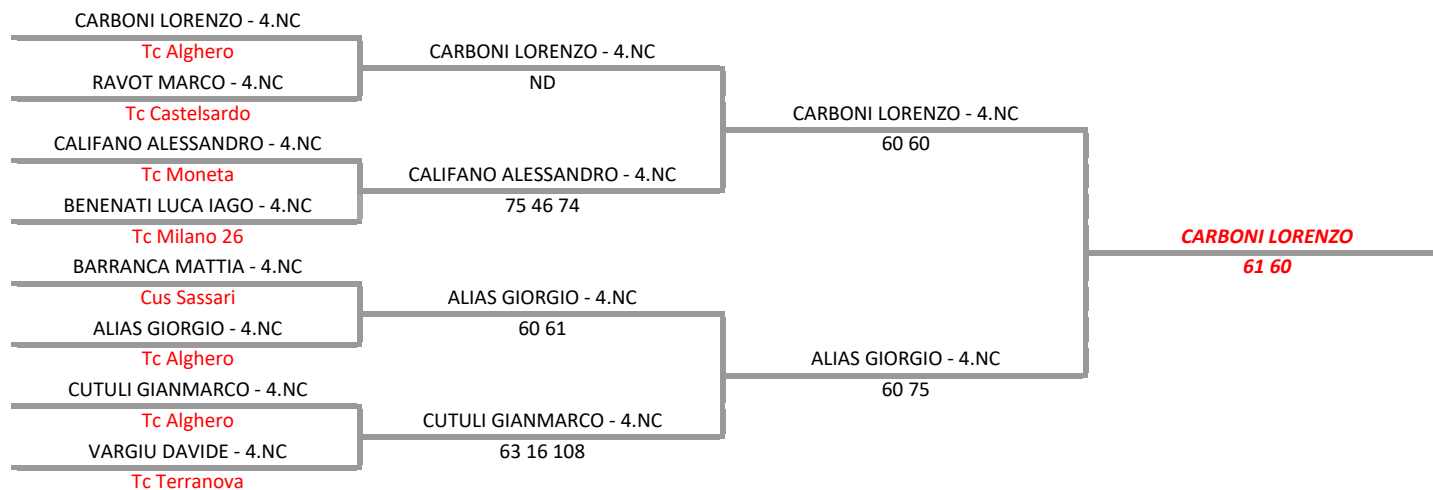 CARBONI LORENZO - 4.NC
Tc Alghero
RAVOT MARCO - 4.NC
Tc Castelsardo
CALIFANO ALESSANDRO - 4.NC
Tc Moneta
BENENATI LUCA IAGO - 4.NC
Tc Milano 26
BARRANCA MATTIA - 4.NC
Cus Sassari
ALIAS GIORGIO - 4.NC
Tc Alghero
CUTULI GIANMARCO - 4.NC
Tc Alghero
VARGIU DAVIDE - 4.NC
Tc Terranova
CARBONI LORENZO - 4.NC
ND
CALIFANO ALESSANDRO - 4.NC
75 46 74
ALIAS GIORGIO - 4.NC
60 61
CUTULI GIANMARCO - 4.NC
63 16 108
CARBONI LORENZO - 4.NC
60 60
ALIAS GIORGIO - 4.NC
60 75
CARBONI LORENZO
61 60